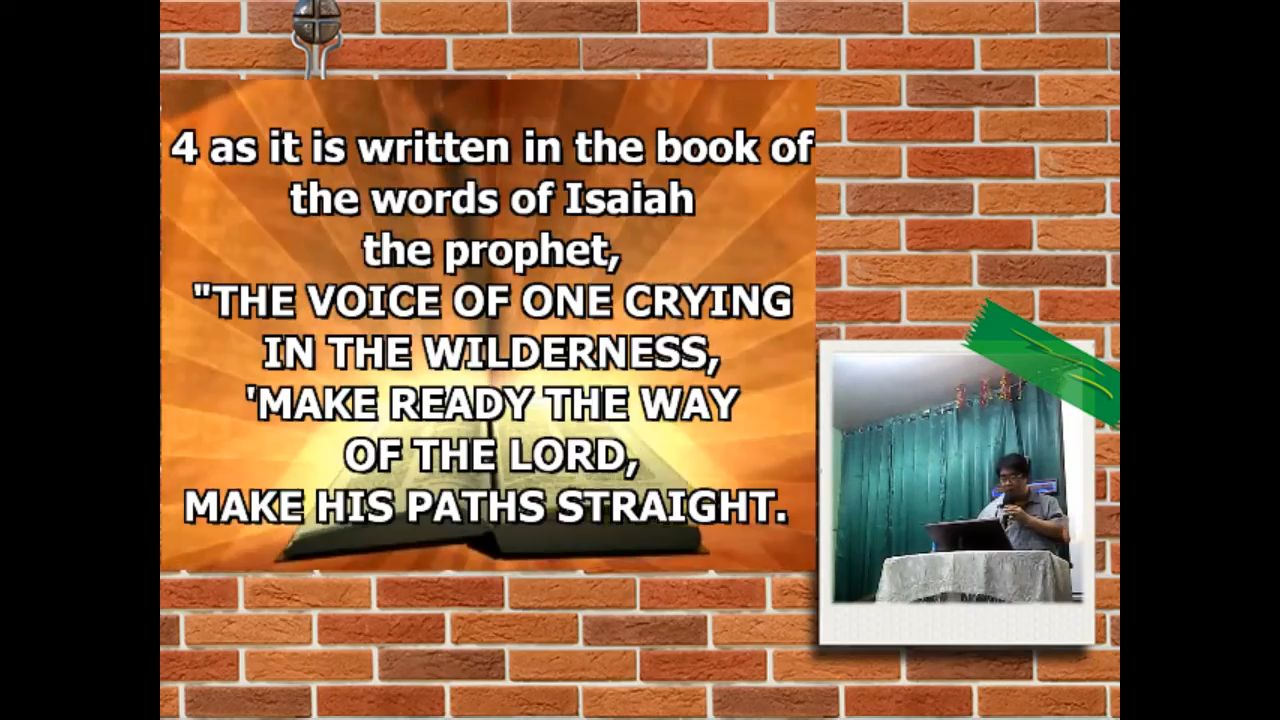 4 as it is written in the book of
the words of Isaiah
the prophet,
"THE VOICE OF ONE CRYING
IN THE WILDERNESS,
'MAKE READY THE WAY
OF THE LORD,
MAKE HIS PATHS STRAIGHT.